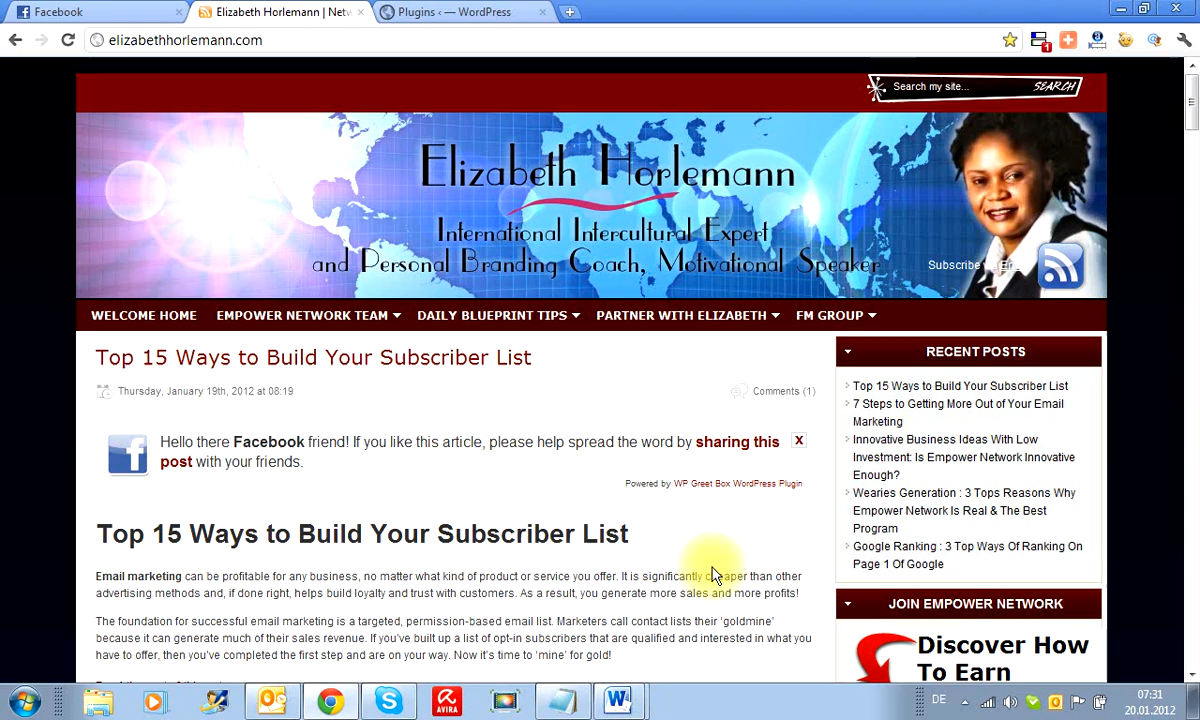 Facebook
Elizabeth Horlemann | Netw
Plugins ‹ — WordPress
elizabethhorlemann.com
1
Search my site...
SEARCH
Elizabeth Horlemann
International Intercultural Expert
and Personal Branding Coach, Motivational Speaker
Subscribe
WELCOME HOME
EMPOWER NETWORK TEAM
DAILY BLUEPRINT TIPS
PARTNER WITH ELIZABETH
FM GROUP
Top 15 Ways to Build Your Subscriber List
Thursday, January 19th, 2012 at 08:19
Comments (1)
Hello there Facebook friend! If you like this article, please help spread the word by sharing this
post with your friends.
X
Powered by WP Greet Box WordPress Plugin
Top 15 Ways to Build Your Subscriber List
Email marketing can be profitable for any business, no matter what kind of product or service you offer. It is significantly cheaper than other
advertising methods and, if done right, helps build loyalty and trust with customers. As a result, you generate more sales and more profits!
The foundation for successful email marketing is a targeted, permission-based email list. Marketers call contact lists their ‘goldmine’
because it can generate much of their sales revenue. If you’ve built up a list of opt-in subscribers that are qualified and interested in what you
have to offer, then you’ve completed the first step and are on your way. Now it’s time to ‘mine’ for gold!
RECENT POSTS
Top 15 Ways to Build Your Subscriber List
7 Steps to Getting More Out of Your Email
Marketing
Innovative Business Ideas With Low
Investment: Is Empower Network Innovative
Enough?
Wearies Generation : 3 Tops Reasons Why
Empower Network Is Real & The Best
Program
Google Ranking : 3 Top Ways Of Ranking On
Page 1 Of Google
JOIN EMPOWER NETWORK
Discover How
To Earn
AVIRA
DE
07:31
20.01.2012